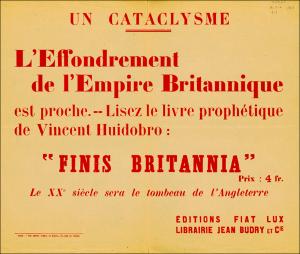 UN CATACLYSME
L'Effondrement
de l'Empire Britannique
est proche. -- Lisez le livre prophétique
de Vincent Huidobro :
"FINIS BRITANNIA"
Prix : 4 fr.
Le XXe siècle sera le tombeau de l'Angleterre
ÉDITIONS FIAT LUX
LIBRAIRIE JEAN BUDRY et Cie